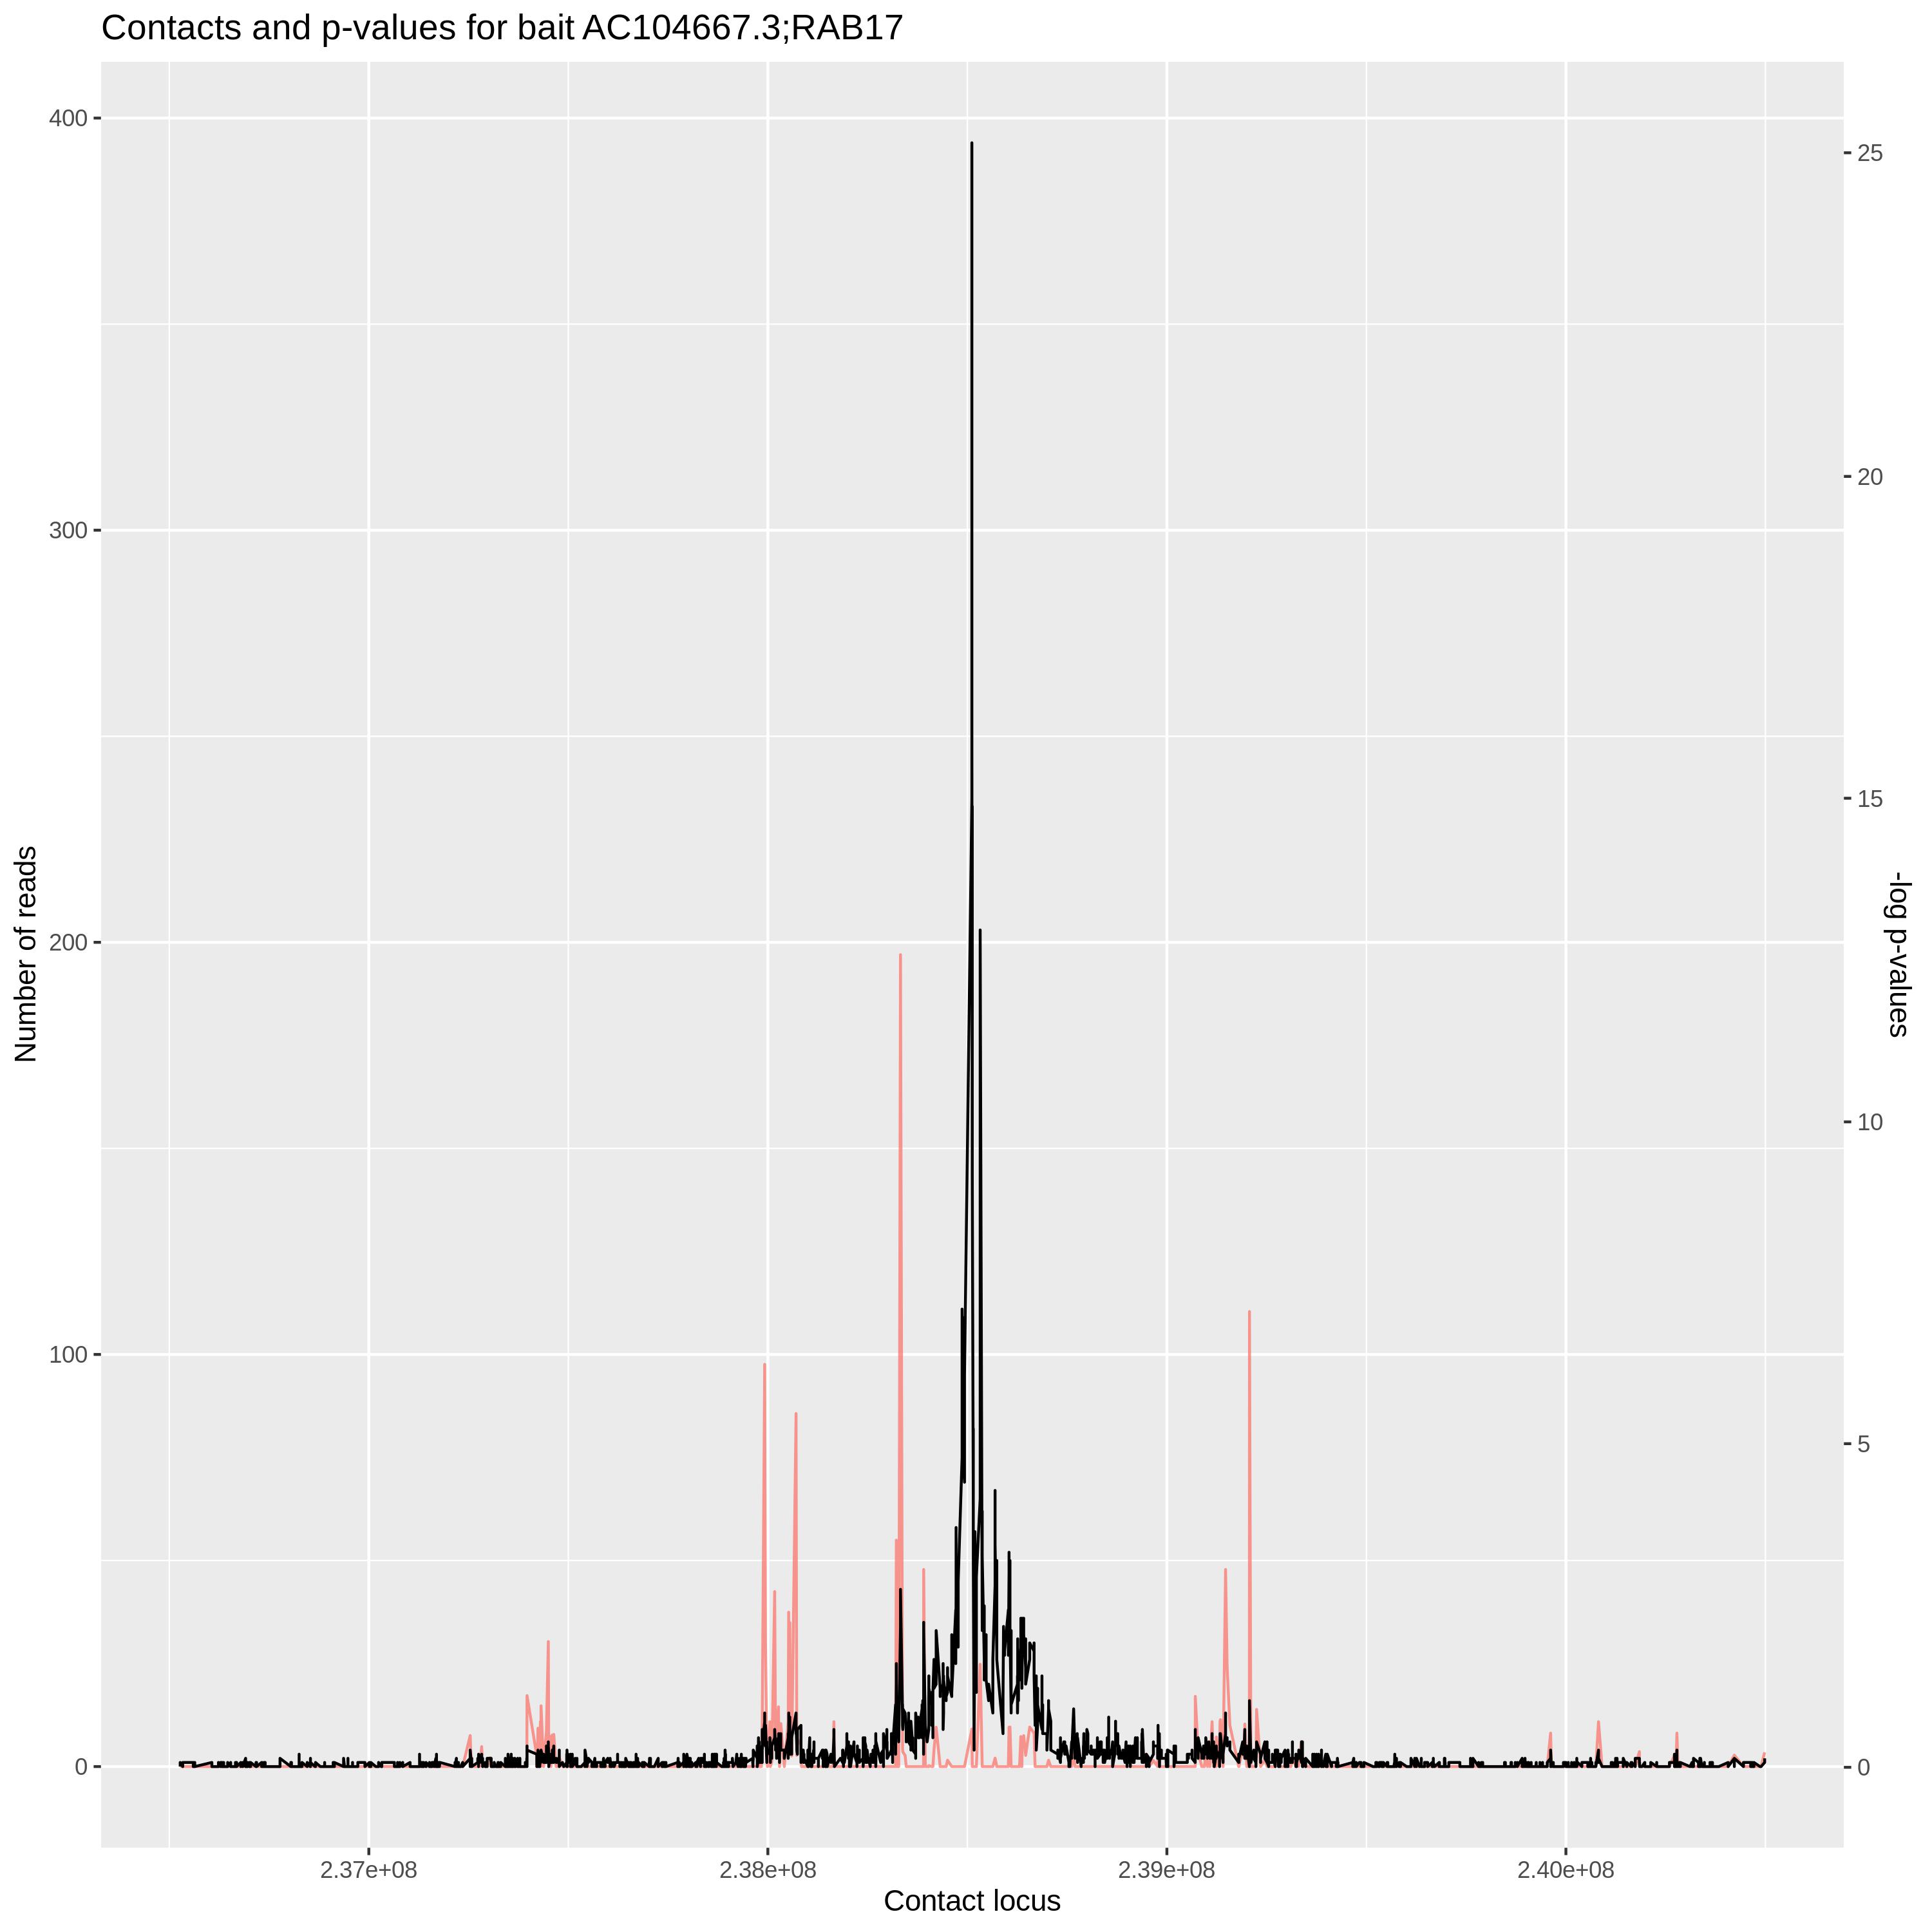 Contacts and p-values for bait AC104667.3;RAB17
400
300
200
100
0
Number of reads
25
20
15
10
5
0
-log p-values
2.37e+08
2.38e+08
2.39e+08
2.40e+08
Contact locus